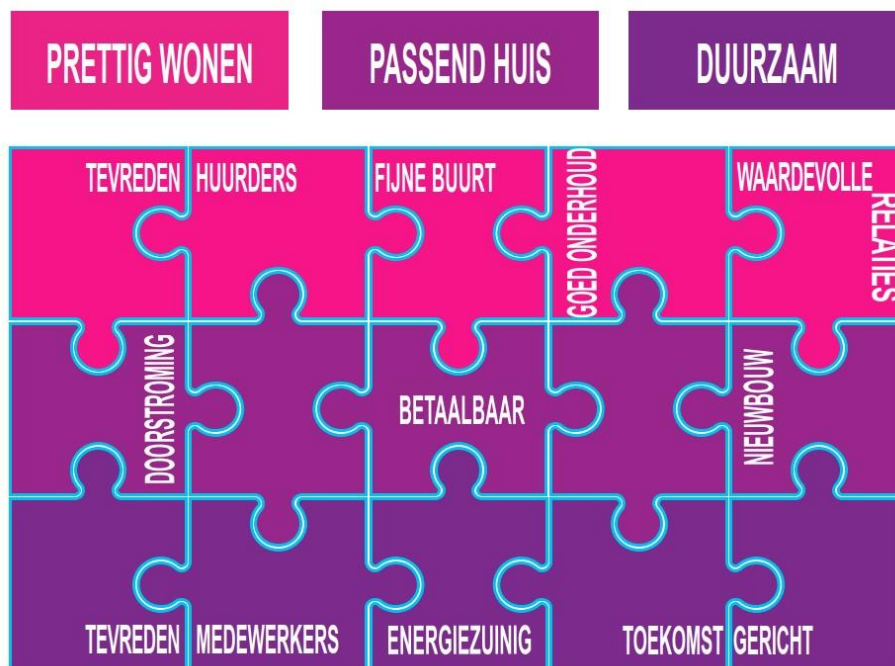 PRETTIG WONEN
PASSEND HUIS
DUURZAAM
TEVREDEN HUURDERS
FIJNE BUURT
GOED ONDERHOUD
WAARDEVOLLE
RELATIES
DOORSTROMING
BETAALBAAR
NIEUWBOUW
TEVREDEN MEDEWERKERS
ENERGIEZUINIG
TOEKOMST GERICHT